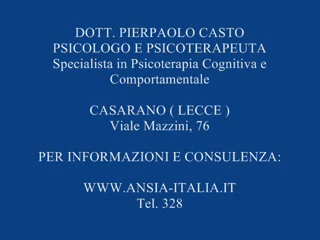 DOTT. PIERPAOLO CASTO
PSICOLOGO E PSICOTERAPEUTA
Specialista in Psicoterapia Cognitiva e
Comportamentale
CASARANO ( LECCE )
Viale Mazzini, 76
PER INFORMAZIONI E CONSULENZA:
WWW.ANSIA-ITALIA.IT
Tel. 328